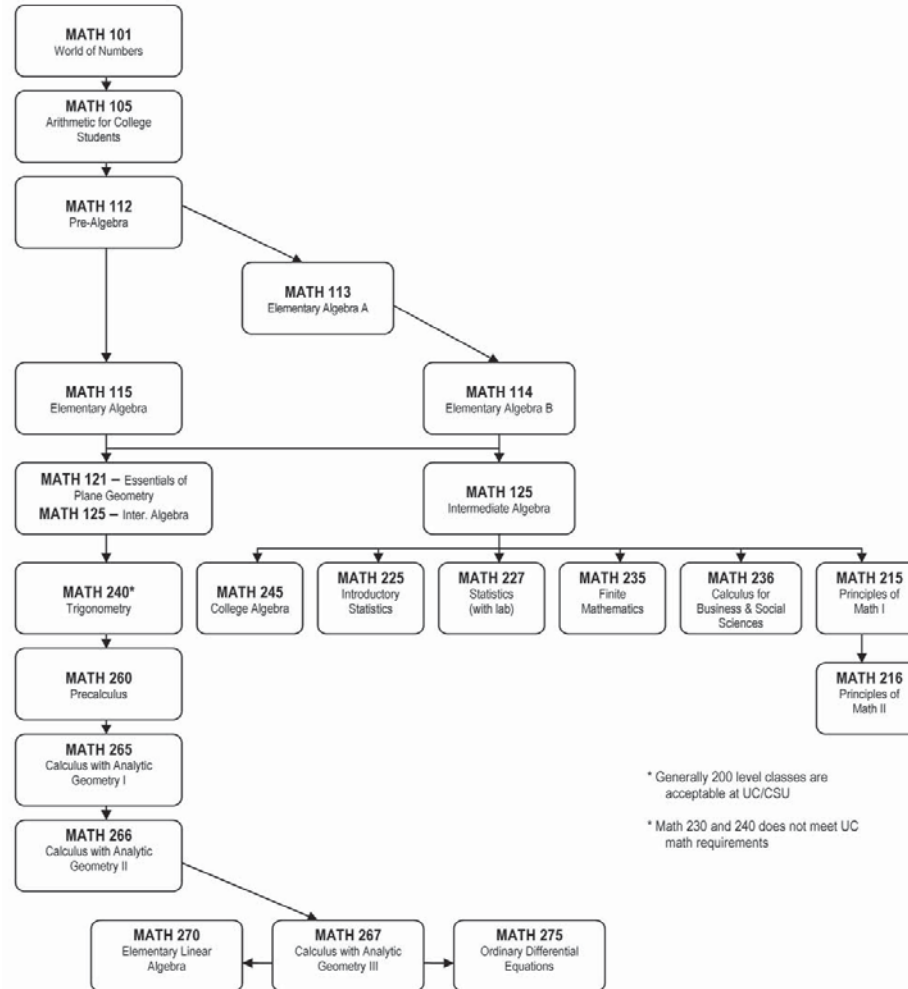 MATH 101
World of Numbers
MATH 105
Arithmetic for College
Students
MATH 112
Pre-Algebra
MATH 113
Elementary Algebra A
MATH 115
Elementary Algebra
MATH 114
Elementary Algebra B
MATH 121 – Essentials of
Plane Geometry
MATH 125 – Inter. Algebra
MATH 125
Intermediate Algebra
MATH 240*
Trigonometry
MATH 245
College Algebra
MATH 225
Introductory
Statistics
MATH 227
Statistics
(with lab)
MATH 235
Finite
Mathematics
MATH 236
Calculus for
Business & Social
Sciences
MATH 215
Principles of
Math I
MATH 260
Precalculus
MATH 216
Principles of
Math II
MATH 265
Calculus with Analytic
Geometry I
* Generally 200 level classes are
acceptable at UC/CSU
* Math 230 and 240 does not meet UC
math requirements
MATH 266
Calculus with Analytic
Geometry II
MATH 270
Elementary Linear
Algebra
MATH 267
Calculus with Analytic
Geometry III
MATH 275
Ordinary Differential
Equations